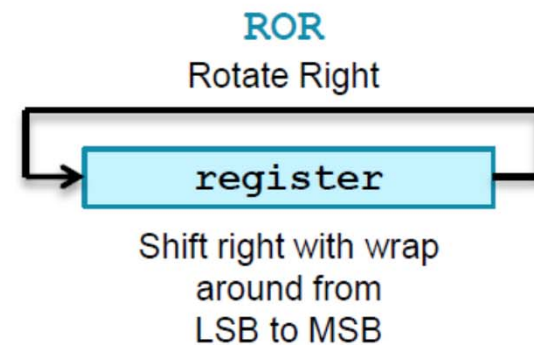 ROR
Rotate Right
register
Shift right with wrap
around from
LSB to MSB